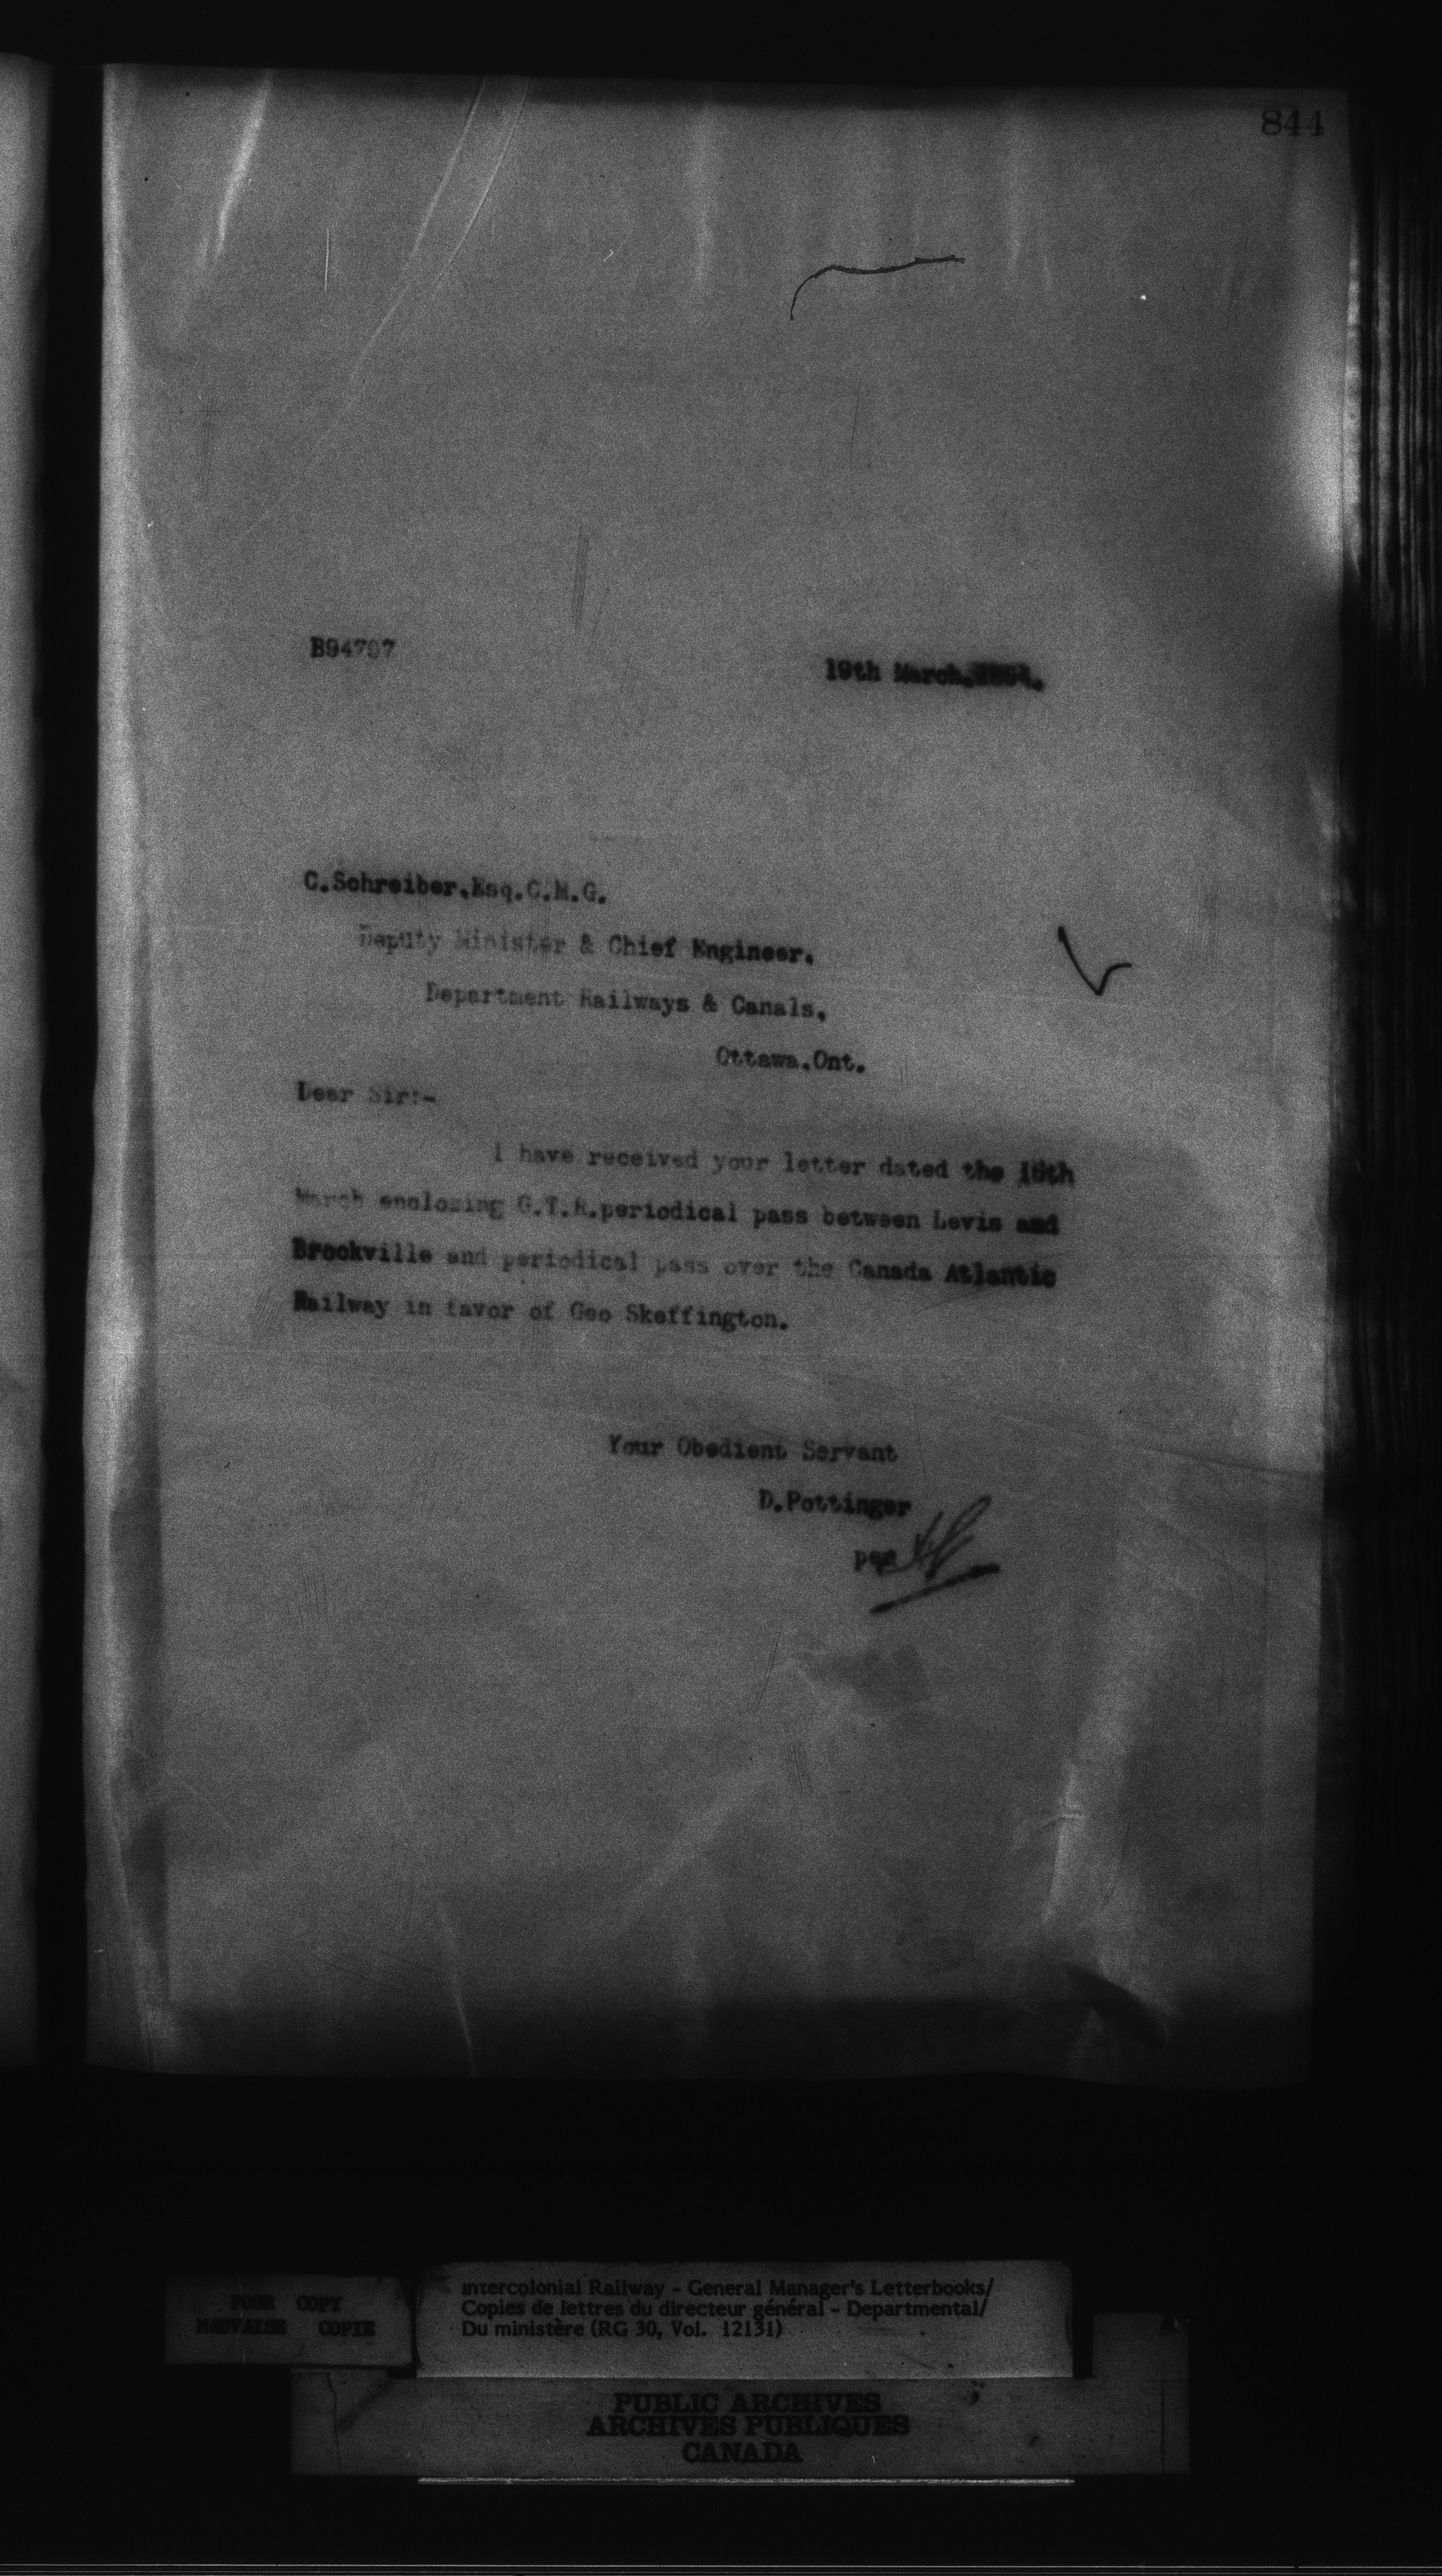 844
B94797
19th March, 1894.
C.Schreiber,Esq.C.M.G.
Deputy Minister & Chief Engineer,
Department Railways & Canals,
Ottawa.Ont.
Dear Sir:-
I have received your letter dated the
March enclosing G.T.R.periodical pass between Levis and
Brockville and periodical pass over the Canada Atlantic
Railway in favor of Geo Skeffington.
Your Obedient Servant
D.Pottinger
per
POOR COPY
MAUVAISE COPIE
Intercolonial Railway - General Manager's Letterbooks/
Copies de lettres du directeur général - Departmental/
Du ministère (RG 30, Vol. 12131)
PUBLIC ARCHIVES
ARCHIVES PUBLIQUES
CANADA